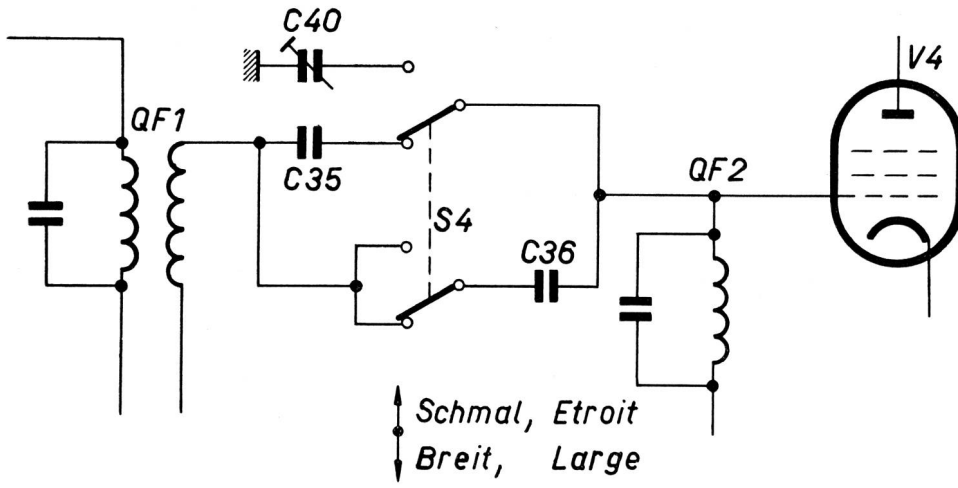 C40
V4
QF1
C35
QF2
S4
C36
Schmal, Etroit
Breit, Large